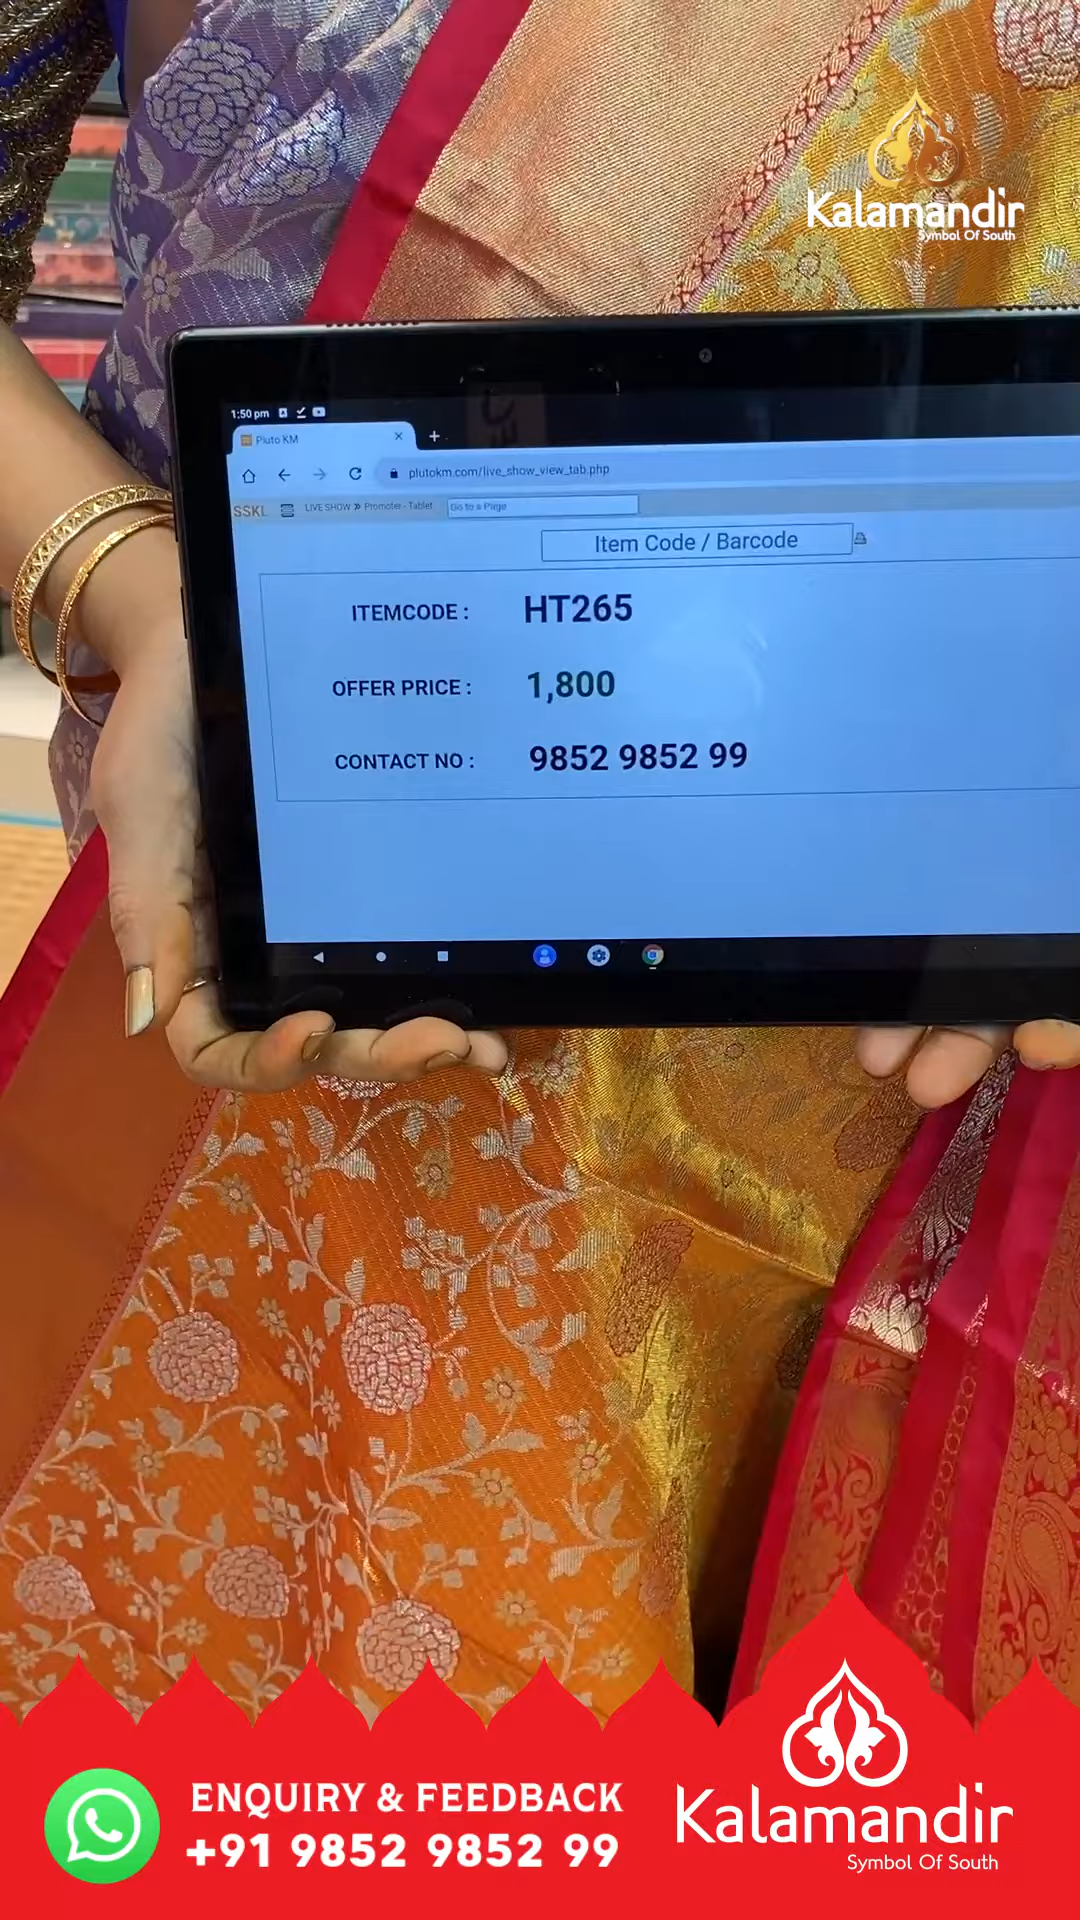 Kalamandir
Symbol Of South
1:50 pm
Pluto KM
plutokm.com/live_show_view_tab.php
SSKL LIVE SHOW » Promoter - Tablet Go to a Page
Item Code / Barcode
ITEMCODE : HT265
OFFER PRICE : 1,800
CONTACT NO : 9852 9852 99
ENQUIRY & FEEDBACK
+91 9852 9852 99
Kalamandir
Symbol Of South